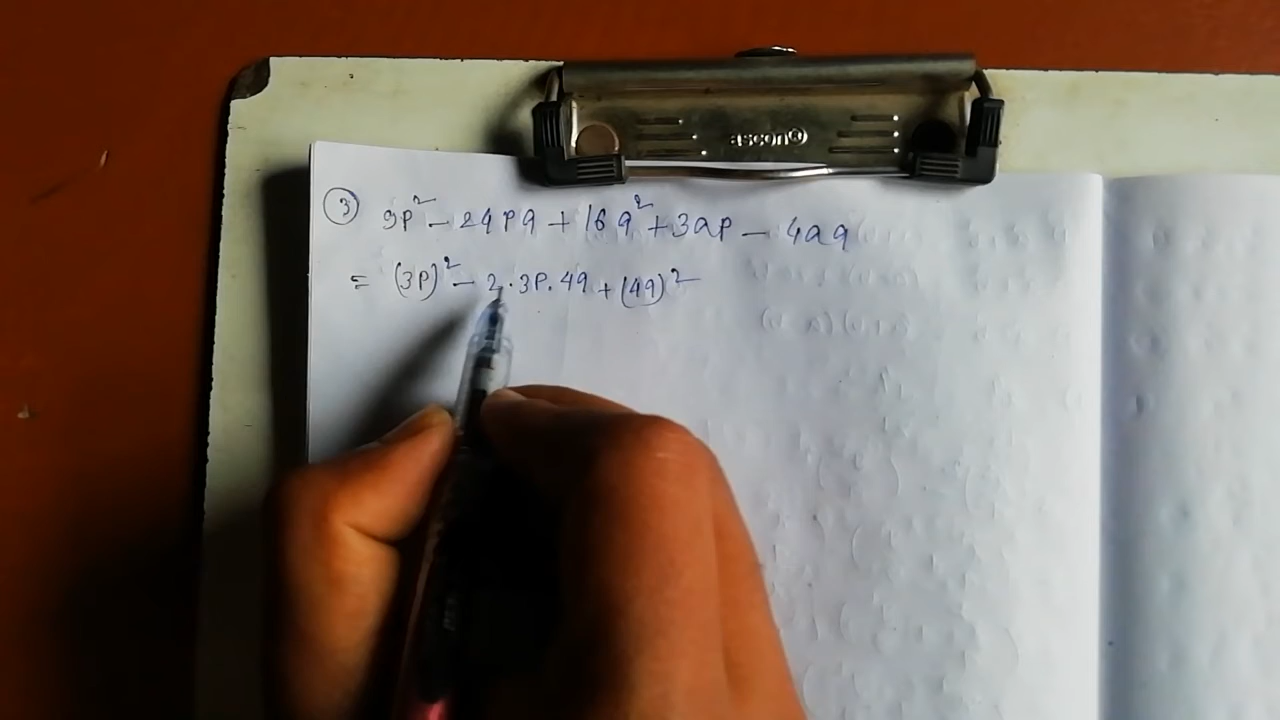 ascon®
③ 9p² - 24pq + 16q² + 3ap - 4aq
= (3p)² - 2.3p.4q + (4q)²